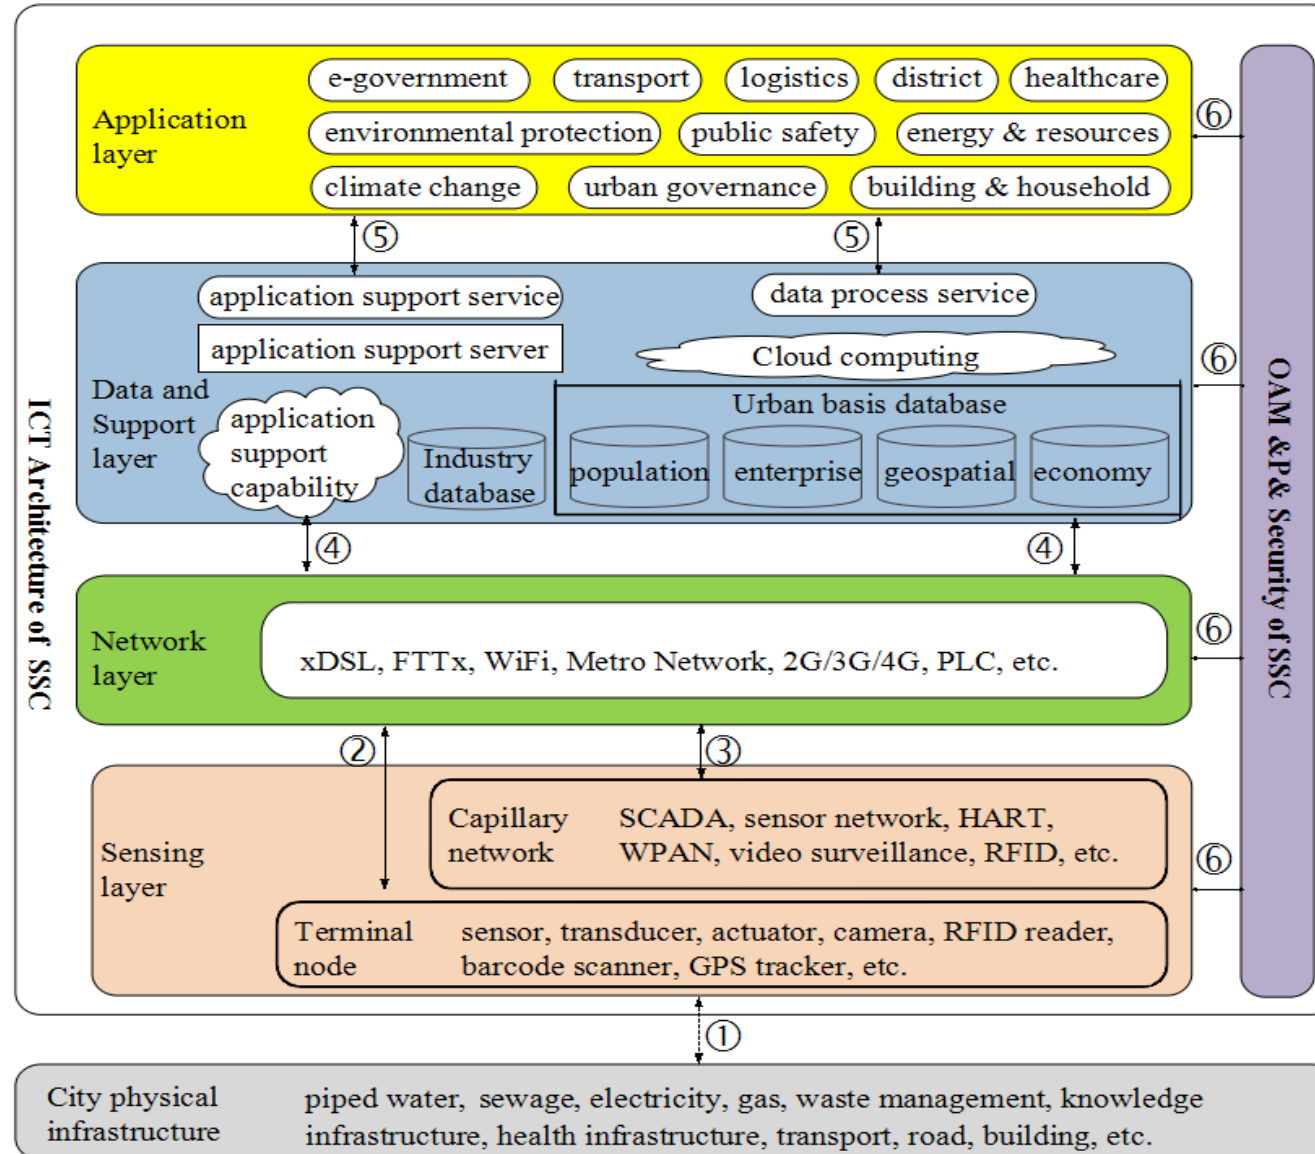 ICT Architecture of SSC
Application
layer
e-government
transport
logistics
district
healthcare
environmental protection
public safety
energy & resources
climate change
urban governance
building & household
⑥
⑤
⑤
Data and
Support
layer
application support service
application support server
application
support
capability
Industry
database
data process service
Cloud computing
Urban basis database
population
enterprise
geospatial
economy
⑥
④
④
Network
layer
xDSL, FTTx, WiFi, Metro Network, 2G/3G/4G, PLC, etc.
⑥
②
③
Sensing
layer
Capillary
network
SCADA, sensor network, HART,
WPAN, video surveillance, RFID, etc.
Terminal
node
sensor, transducer, actuator, camera, RFID reader,
barcode scanner, GPS tracker, etc.
⑥
①
OAM &P& Security of SSC
City physical
infrastructure
piped water, sewage, electricity, gas, waste management, knowledge
infrastructure, health infrastructure, transport, road, building, etc.